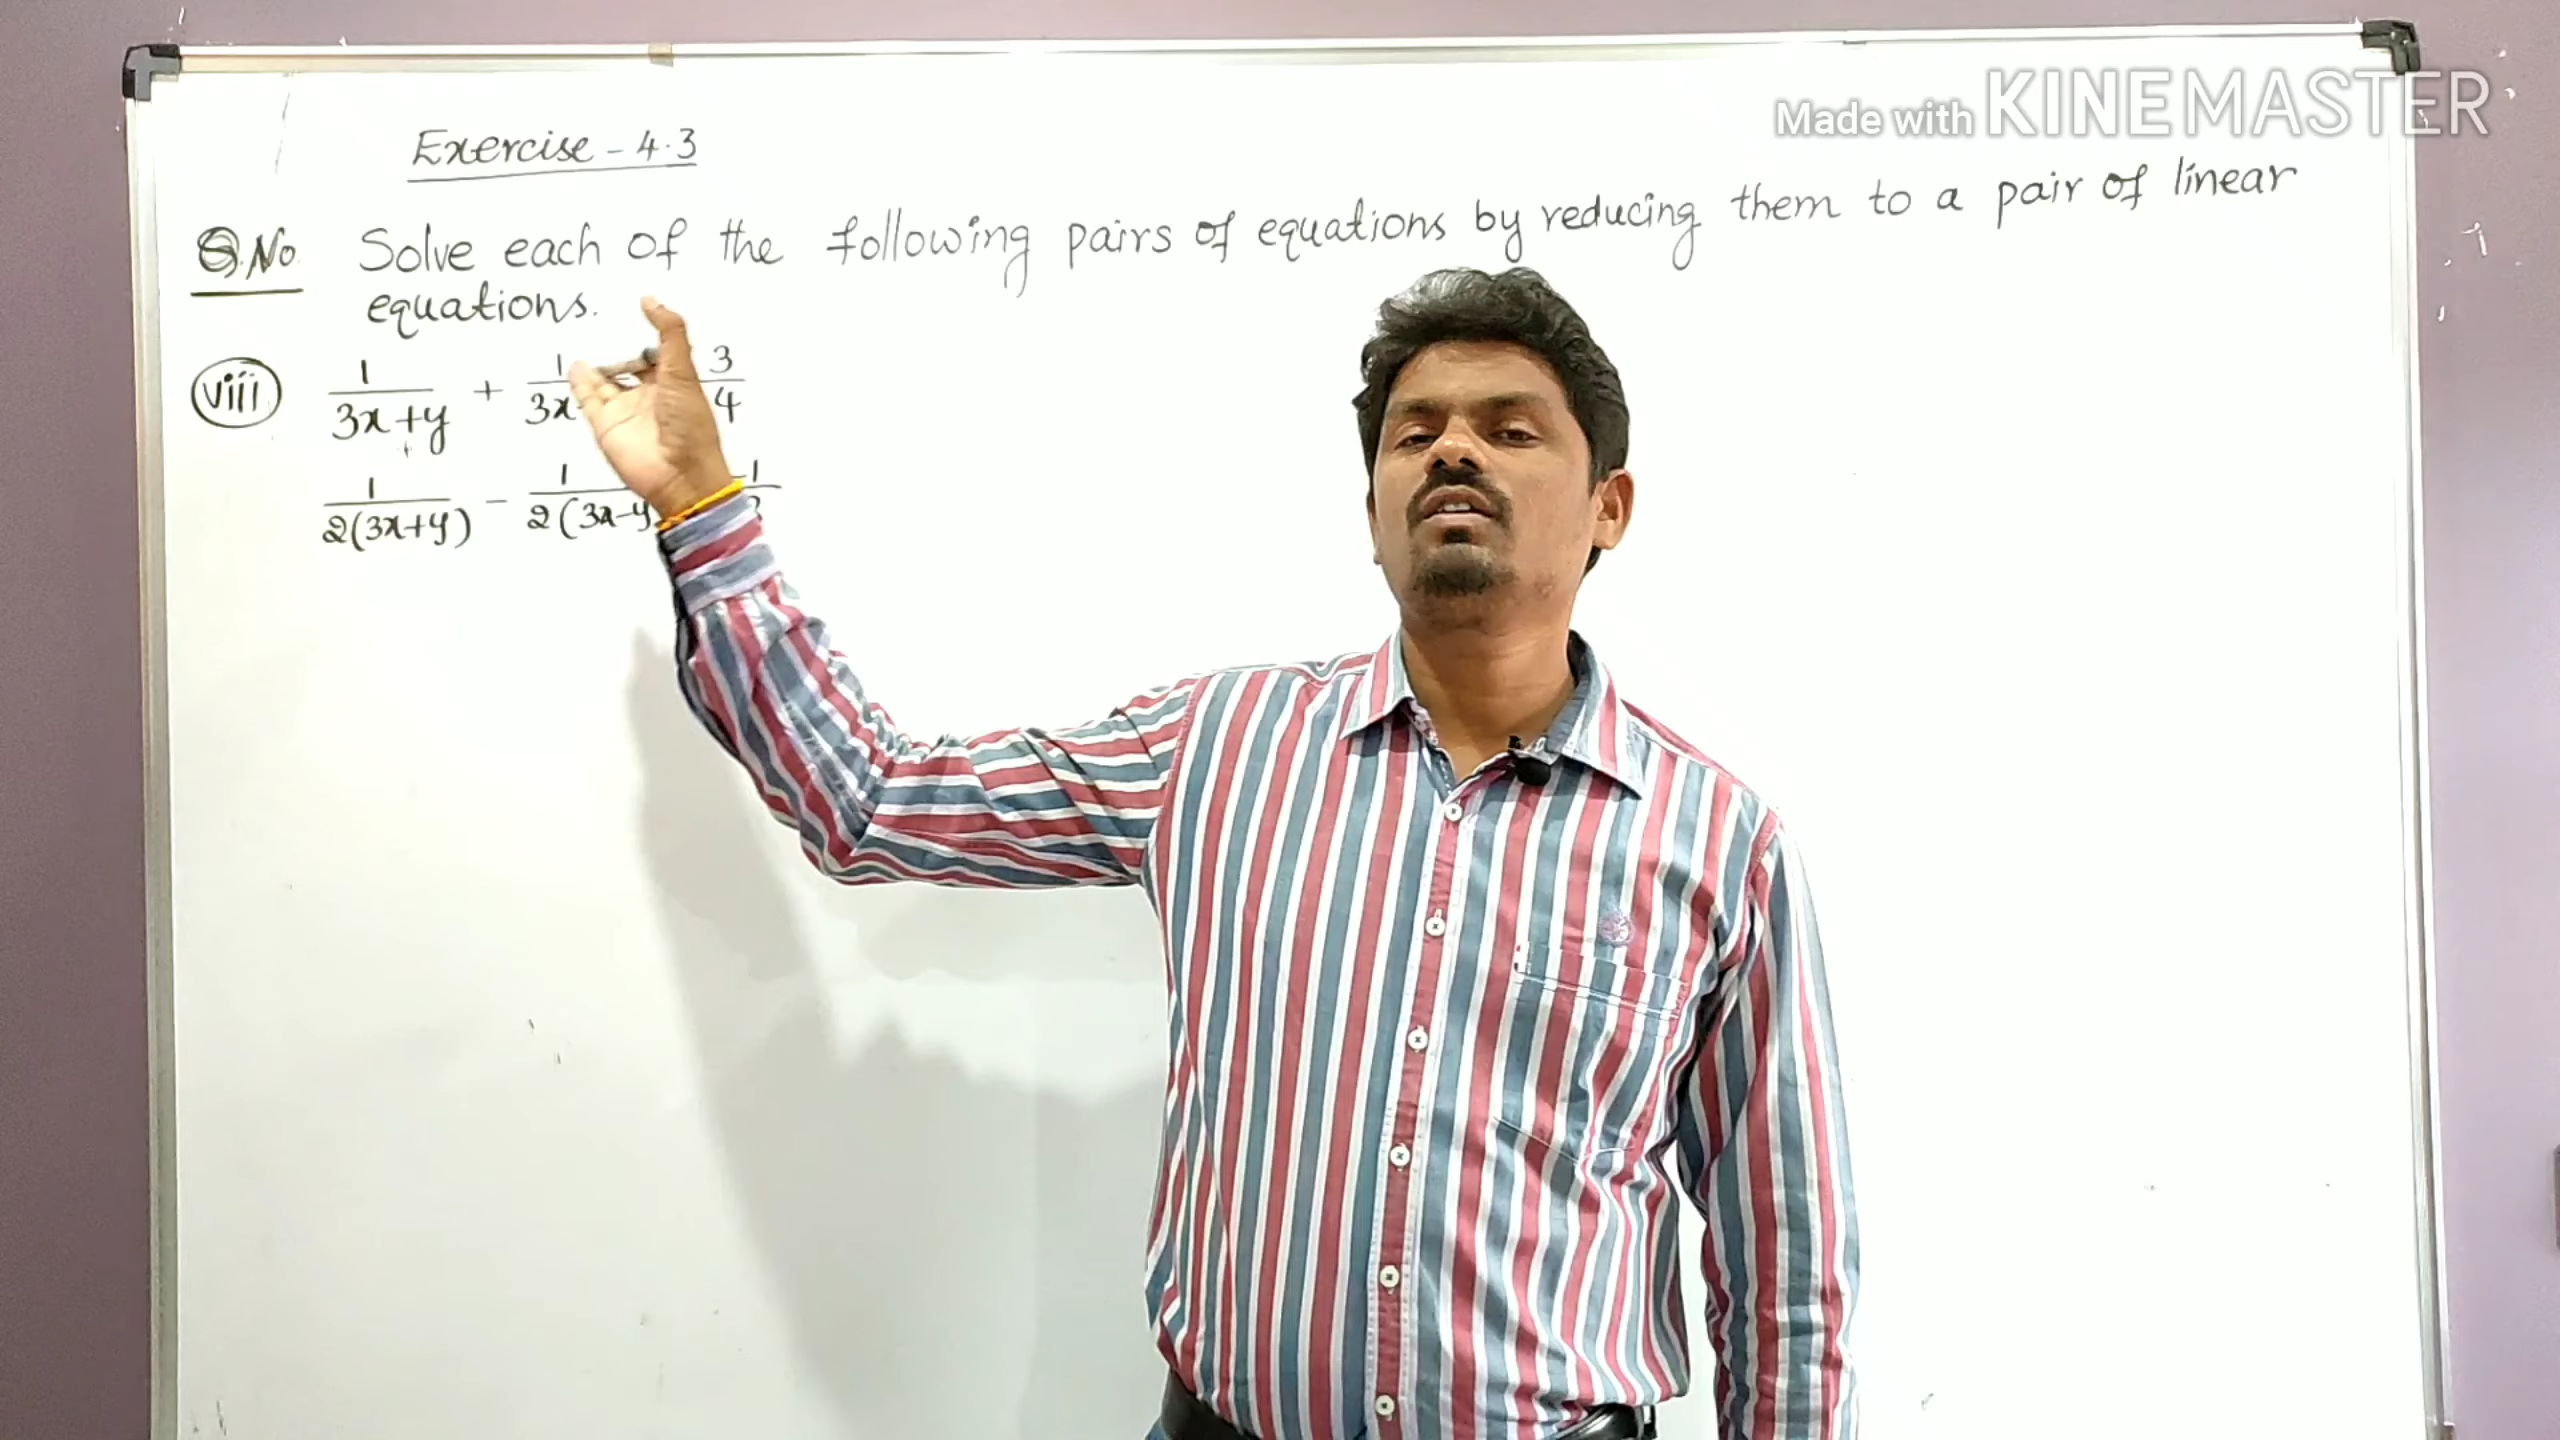 Made with KINEMASTER
Exercise - 4.3
Q.No. Solve each of the following pairs of equations by reducing them to a pair of linear
equations.
viii 1/(3x+y) + 1/3x 3/4
1/2(3x+y) - 1/2(3x-y -1